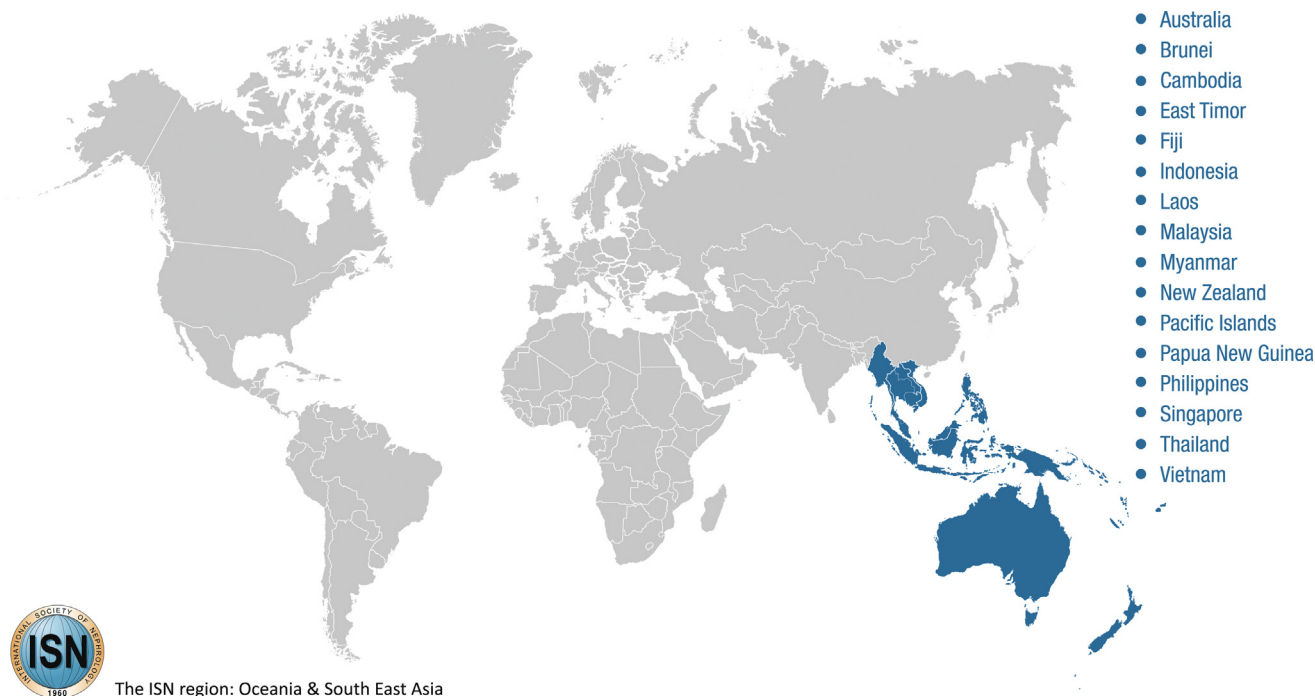 Australia
Brunei
Cambodia
East Timor
Fiji
Indonesia
Laos
Malaysia
Myanmar
New Zealand
Pacific Islands
Papua New Guinea
Philippines
Singapore
Thailand
Vietnam
INTERNATIONAL SOCIETY OF NEPHROLOGY
ISN
1960
The ISN region: Oceania & South East Asia